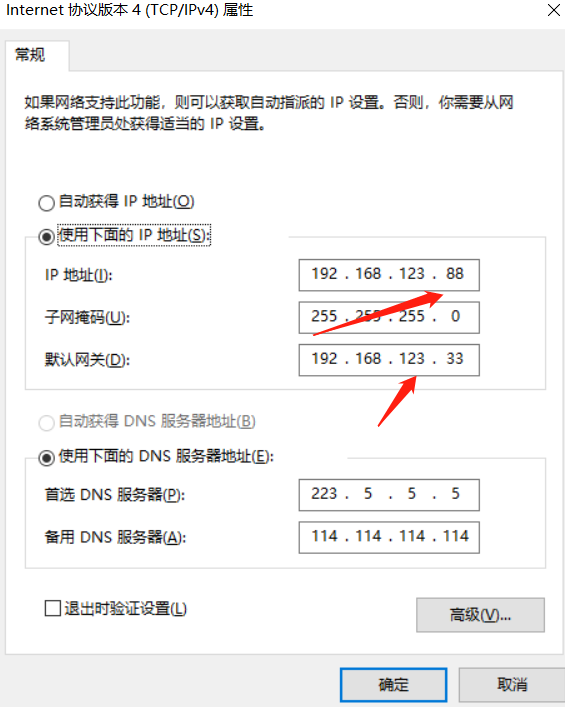 Internet 协议版本 4 (TCP/IPv4) 属性
常规
如果网络支持此功能，则可以获取自动指派的 IP 设置。否则，你需要从网
络系统管理员处获得适当的 IP 设置。
自动获得 IP 地址(O)
使用下面的 IP 地址(S):
IP 地址(I): 192 . 168 . 123 . 88
子网掩码(U): 255 . 255 . 255 . 0
默认网关(D): 192 . 168 . 123 . 33
自动获得 DNS 服务器地址(B)
使用下面的 DNS 服务器地址(E):
首选 DNS 服务器(P): 223 . 5 . 5 . 5
备用 DNS 服务器(A): 114 . 114 . 114 . 114
退出时验证设置(L)
高级(V)...
确定 取消